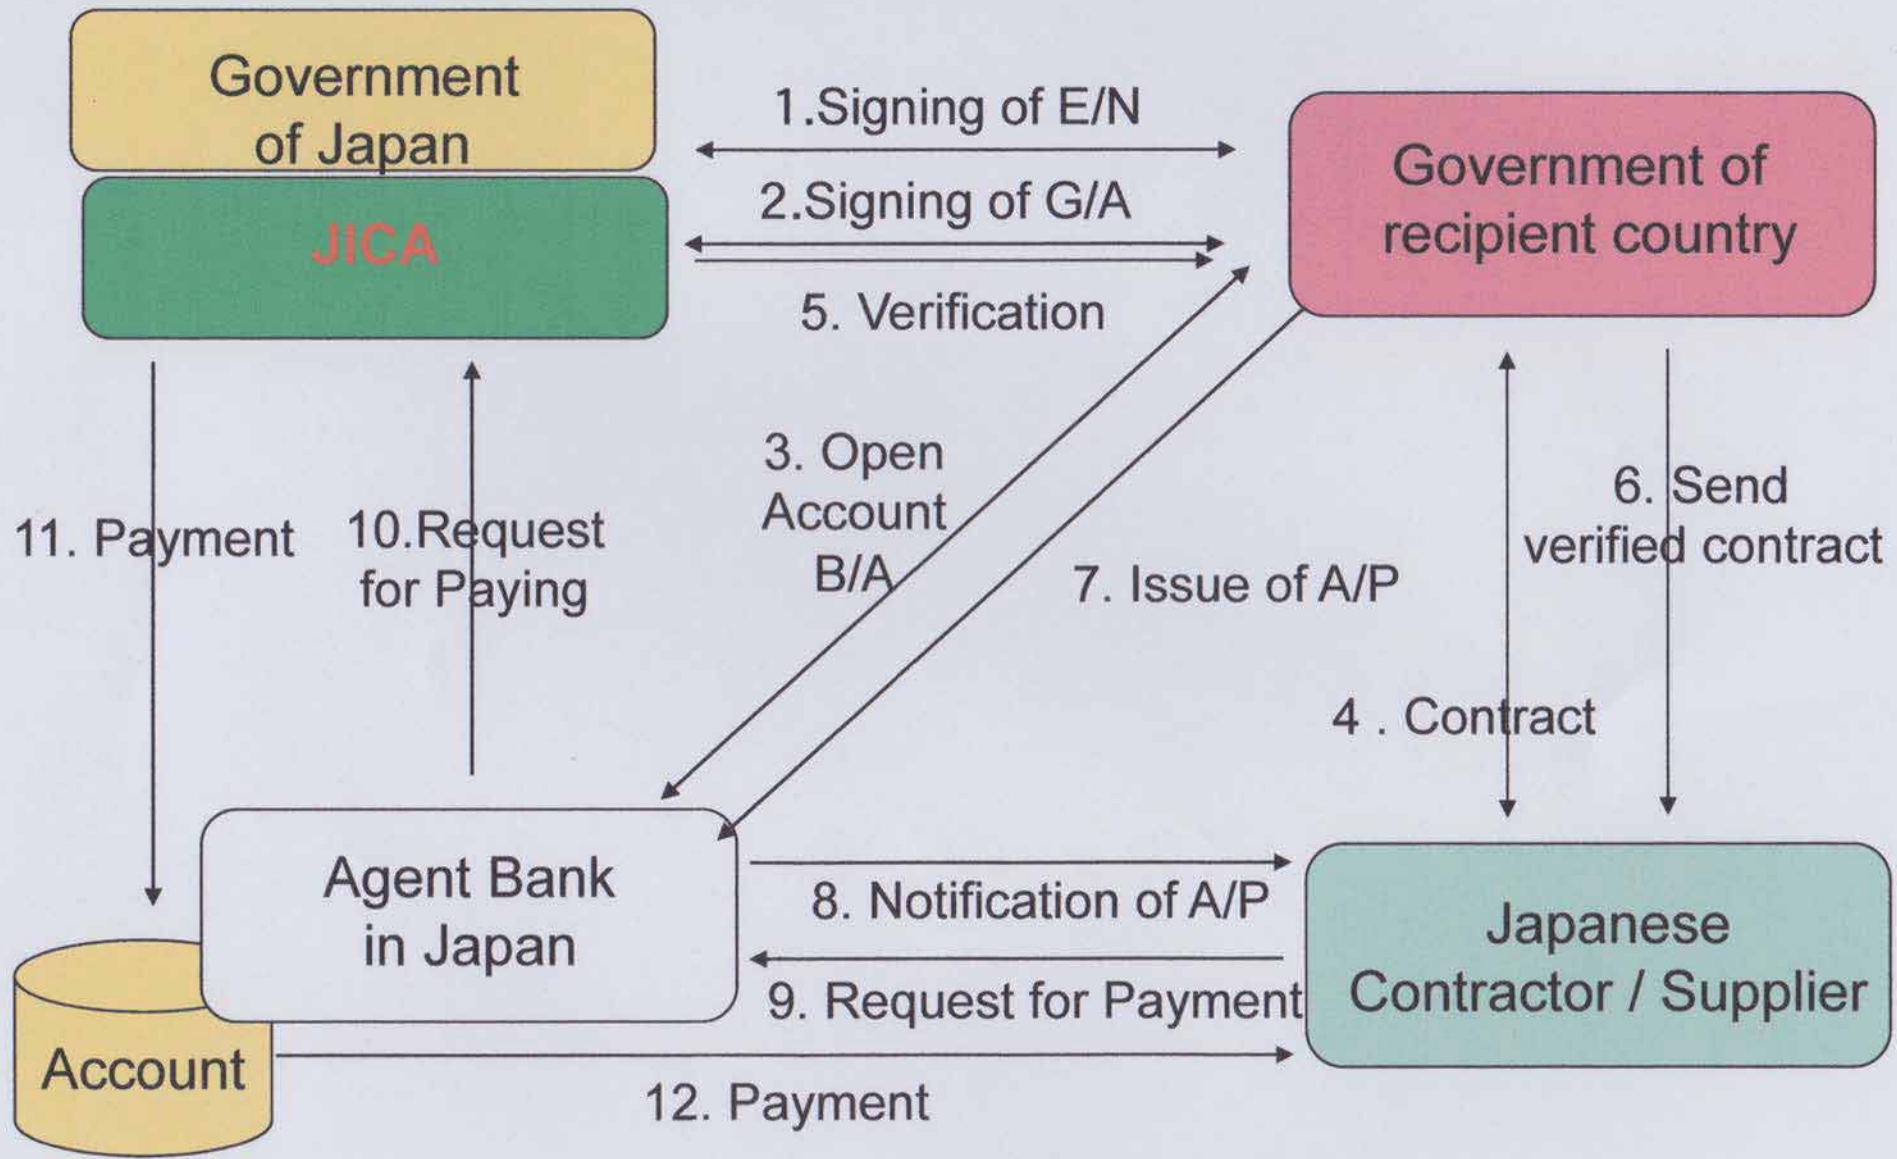 Government
of Japan
JICA
1.Signing of E/N
2.Signing of G/A
5. Verification
Government of
recipient country
3. Open
Account
B/A
7. Issue of A/P
6. Send
verified contract
4 . Contract
11. Payment
10.Request
for Paying
Agent Bank
in Japan
8. Notification of A/P
9. Request for Payment
Japanese
Contractor / Supplier
Account
12. Payment